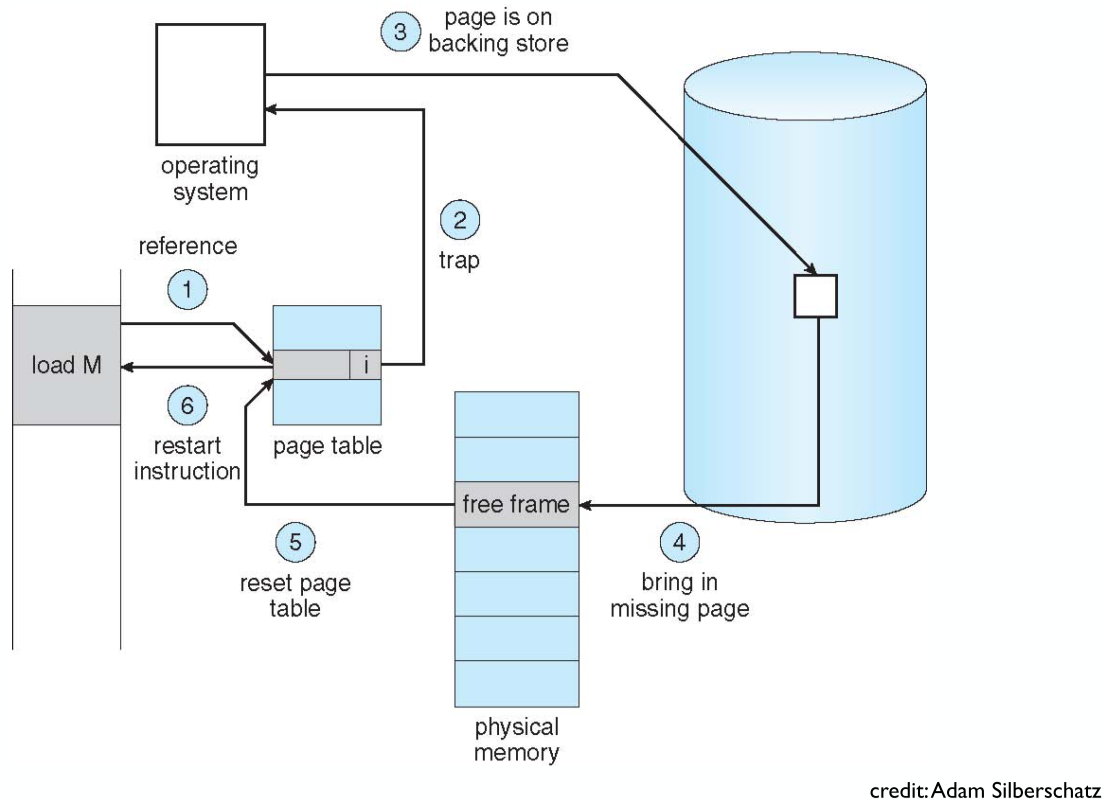 3
page is on
backing store
operating
system
2
trap
reference
1
load M
i
6
restart
instruction
page table
free frame
5
reset page
table
4
bring in
missing page
physical
memory
credit: Adam Silberschatz